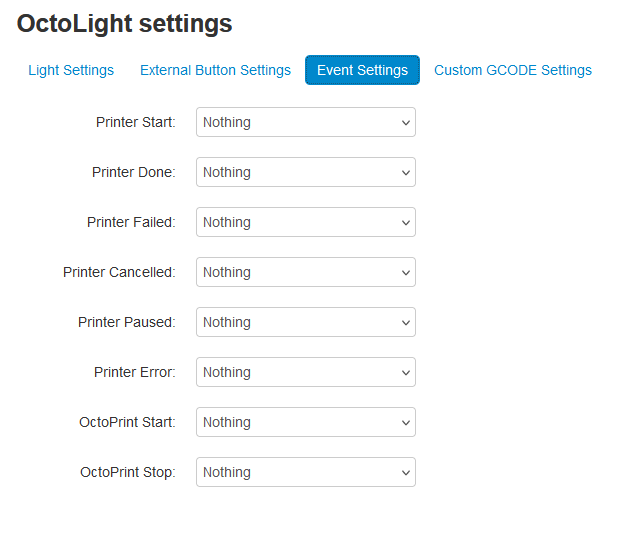 OctoLight settings
Light Settings External Button Settings Event Settings Custom GCODE Settings
Printer Start: Nothing
Printer Done: Nothing
Printer Failed: Nothing
Printer Cancelled: Nothing
Printer Paused: Nothing
Printer Error: Nothing
OctoPrint Start: Nothing
OctoPrint Stop: Nothing